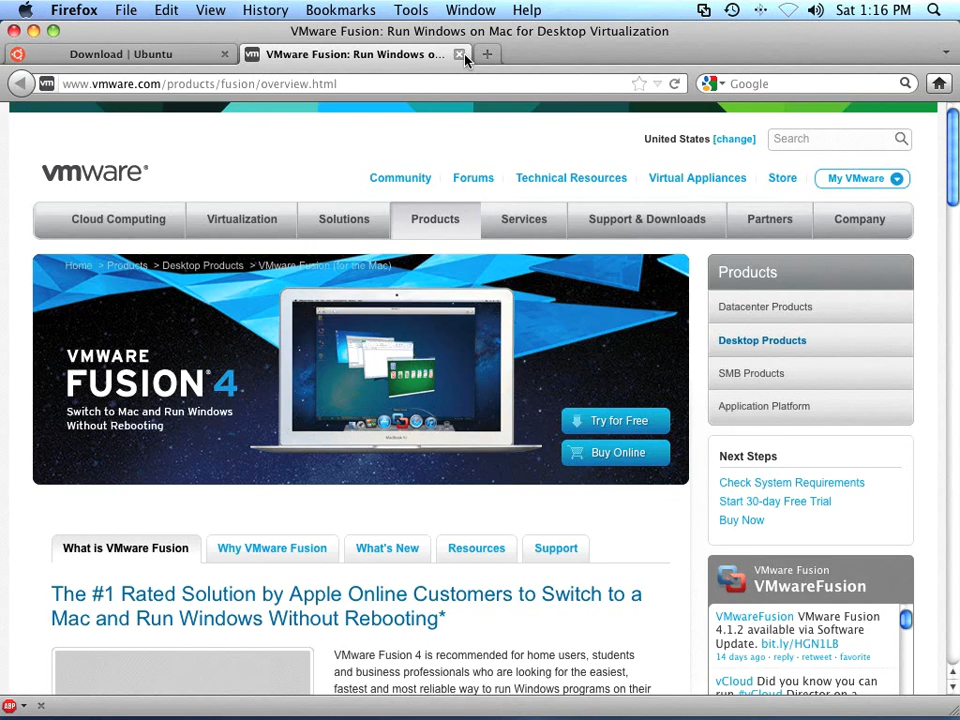 Firefox File Edit View History Bookmarks Tools Window Help Sat 1:16 PM
VMware Fusion: Run Windows on Mac for Desktop Virtualization
Download | Ubuntu VMware Fusion: Run Windows o...
www.vmware.com/products/fusion/overview.html Google
United States [change] Search
vmware®
Community Forums Technical Resources Virtual Appliances Store My VMware
Cloud Computing Virtualization Solutions Products Services Support & Downloads Partners Company
Home > Products > Desktop Products > VMware Fusion (for the Mac)
VMWARE
FUSION® 4
Switch to Mac and Run Windows
Without Rebooting
MacBook Air
Try for Free
Buy Online
Products
Datacenter Products
Desktop Products
SMB Products
Application Platform
Next Steps
Check System Requirements
Start 30-day Free Trial
Buy Now
What is VMware Fusion Why VMware Fusion What's New Resources Support
The #1 Rated Solution by Apple Online Customers to Switch to a
Mac and Run Windows Without Rebooting*
VMware Fusion 4 is recommended for home users, students
and business professionals who are looking for the easiest,
fastest and most reliable way to run Windows programs on their
VMware Fusion
VMwareFusion
VMwareFusion VMware Fusion
4.1.2 available via Software
Update. bit.ly/HGN1LB
14 days ago · reply · retweet · favorite
vCloud Did you know you can
run #vCloud Director on a
ABP